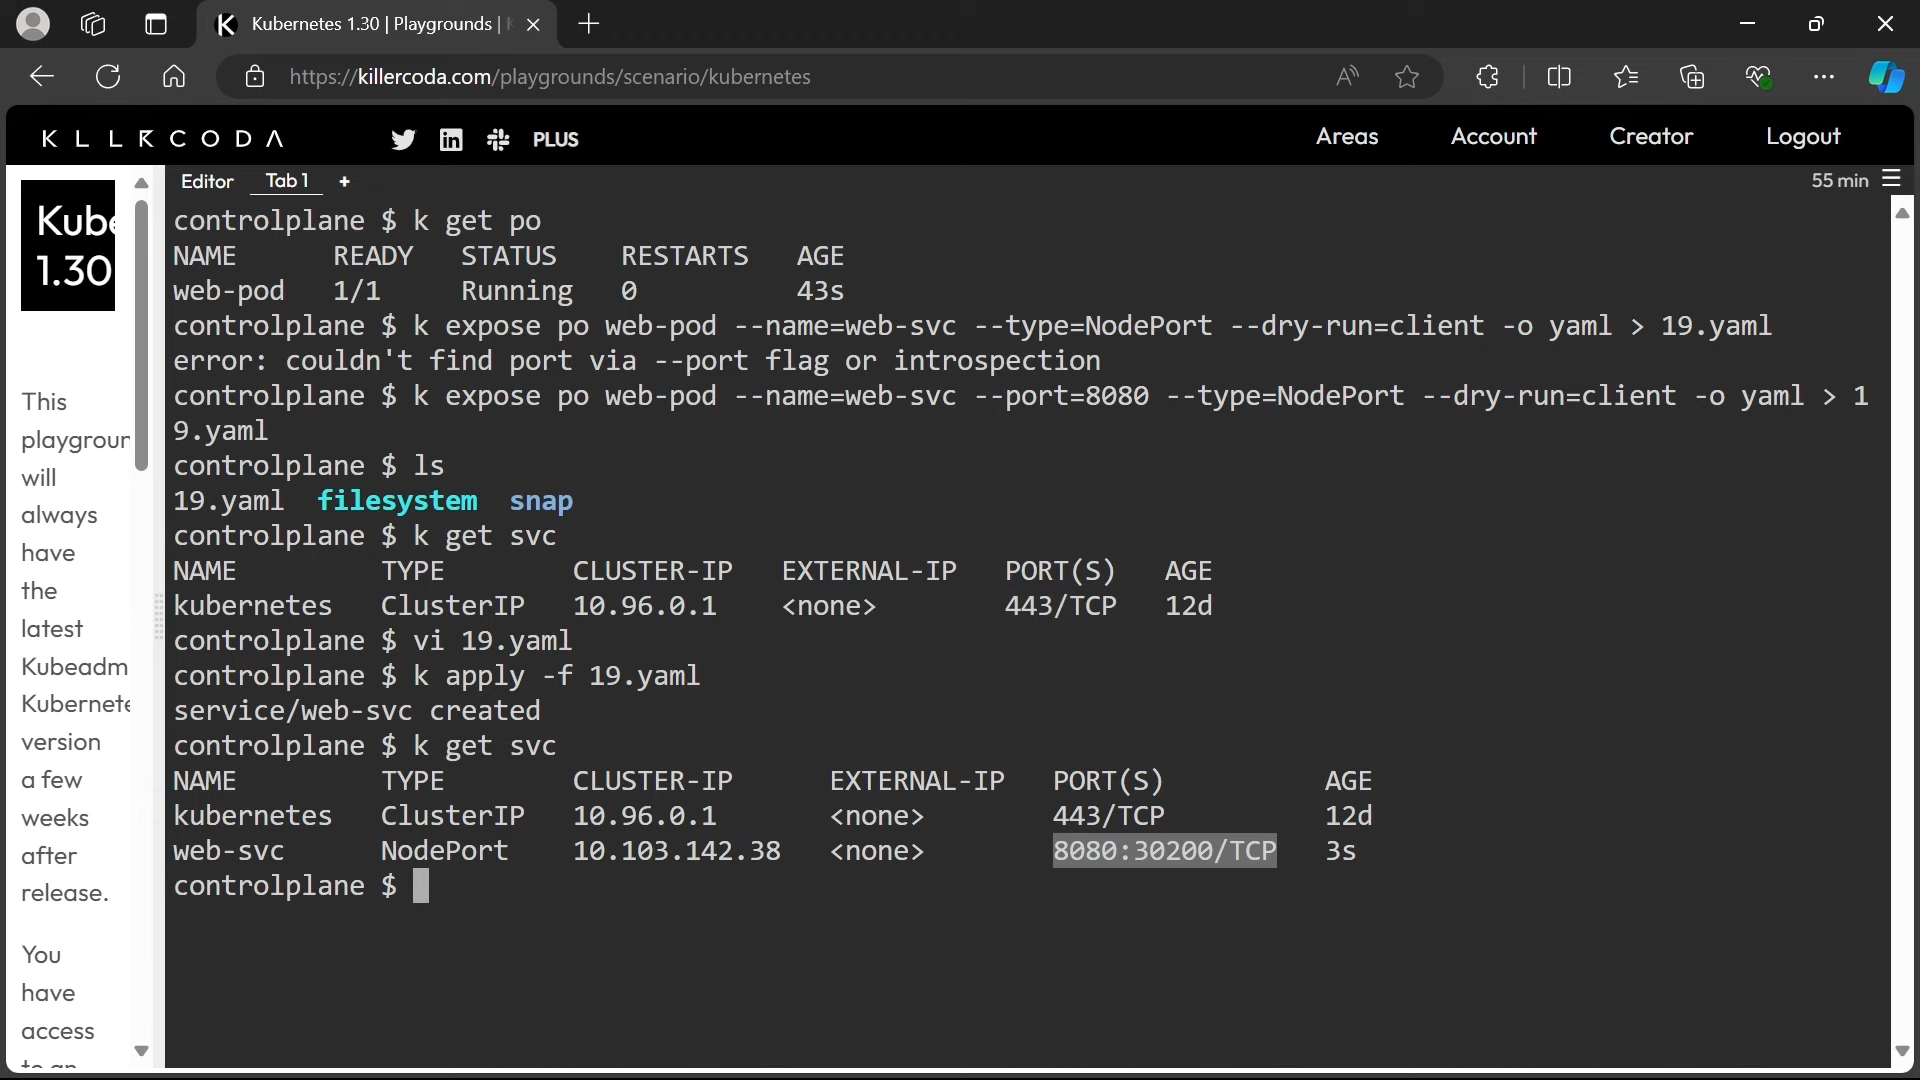 Kubernetes 1.30 | Playgrounds |
https://killercoda.com/playgrounds/scenario/kubernetes
KLLRCODA PLUS Areas Account Creator Logout
Editor Tab 1 + 55 min
Kube
1.30
This
playgroun
will
always
have
the
latest
Kubeadm
Kubernete
version
a few
weeks
after
release.
You
have
access
to an
controlplane $ k get po
NAME READY STATUS RESTARTS AGE
web-pod 1/1 Running 0 43s
controlplane $ k expose po web-pod --name=web-svc --type=NodePort --dry-run=client -o yaml > 19.yaml
error: couldn't find port via --port flag or introspection
controlplane $ k expose po web-pod --name=web-svc --port=8080 --type=NodePort --dry-run=client -o yaml > 1
9.yaml
controlplane $ ls
19.yaml filesystem snap
controlplane $ k get svc
NAME TYPE CLUSTER-IP EXTERNAL-IP PORT(S) AGE
kubernetes ClusterIP 10.96.0.1 <none> 443/TCP 12d
controlplane $ vi 19.yaml
controlplane $ k apply -f 19.yaml
service/web-svc created
controlplane $ k get svc
NAME TYPE CLUSTER-IP EXTERNAL-IP PORT(S) AGE
kubernetes ClusterIP 10.96.0.1 <none> 443/TCP 12d
web-svc NodePort 10.103.142.38 <none> 8080:30200/TCP 3s
controlplane $